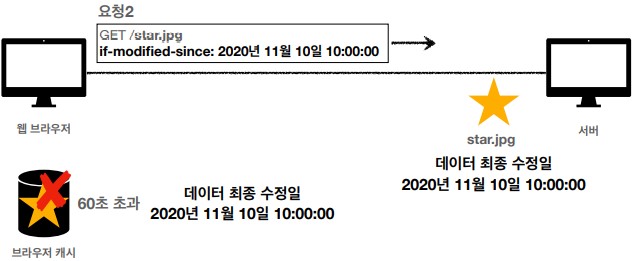 요청2
GET /star.jpg
if-modified-since: 2020년 11월 10일 10:00:00
웹 브라우저
서버
star.jpg
데이터 최종 수정일
2020년 11월 10일 10:00:00
60초 초과
데이터 최종 수정일
2020년 11월 10일 10:00:00
브라우저 캐시